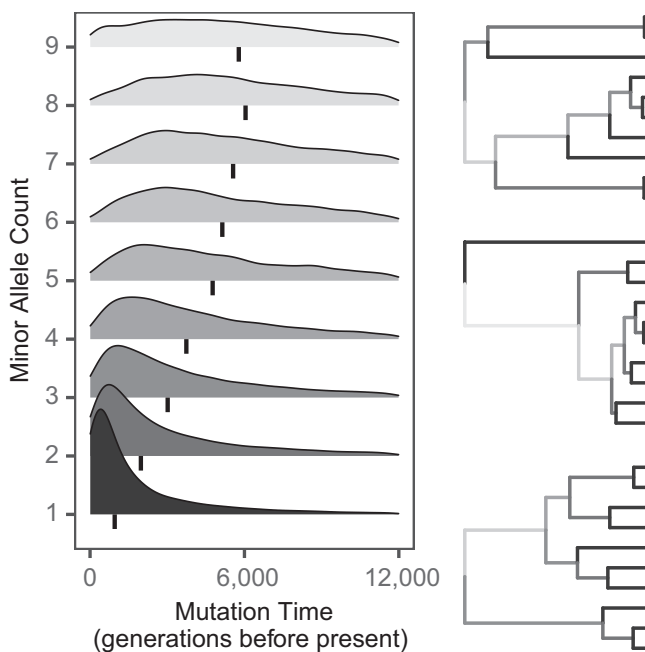 Minor Allele Count
9
8
7
6
5
4
3
2
1
0 6,000 12,000
Mutation Time
(generations before present)